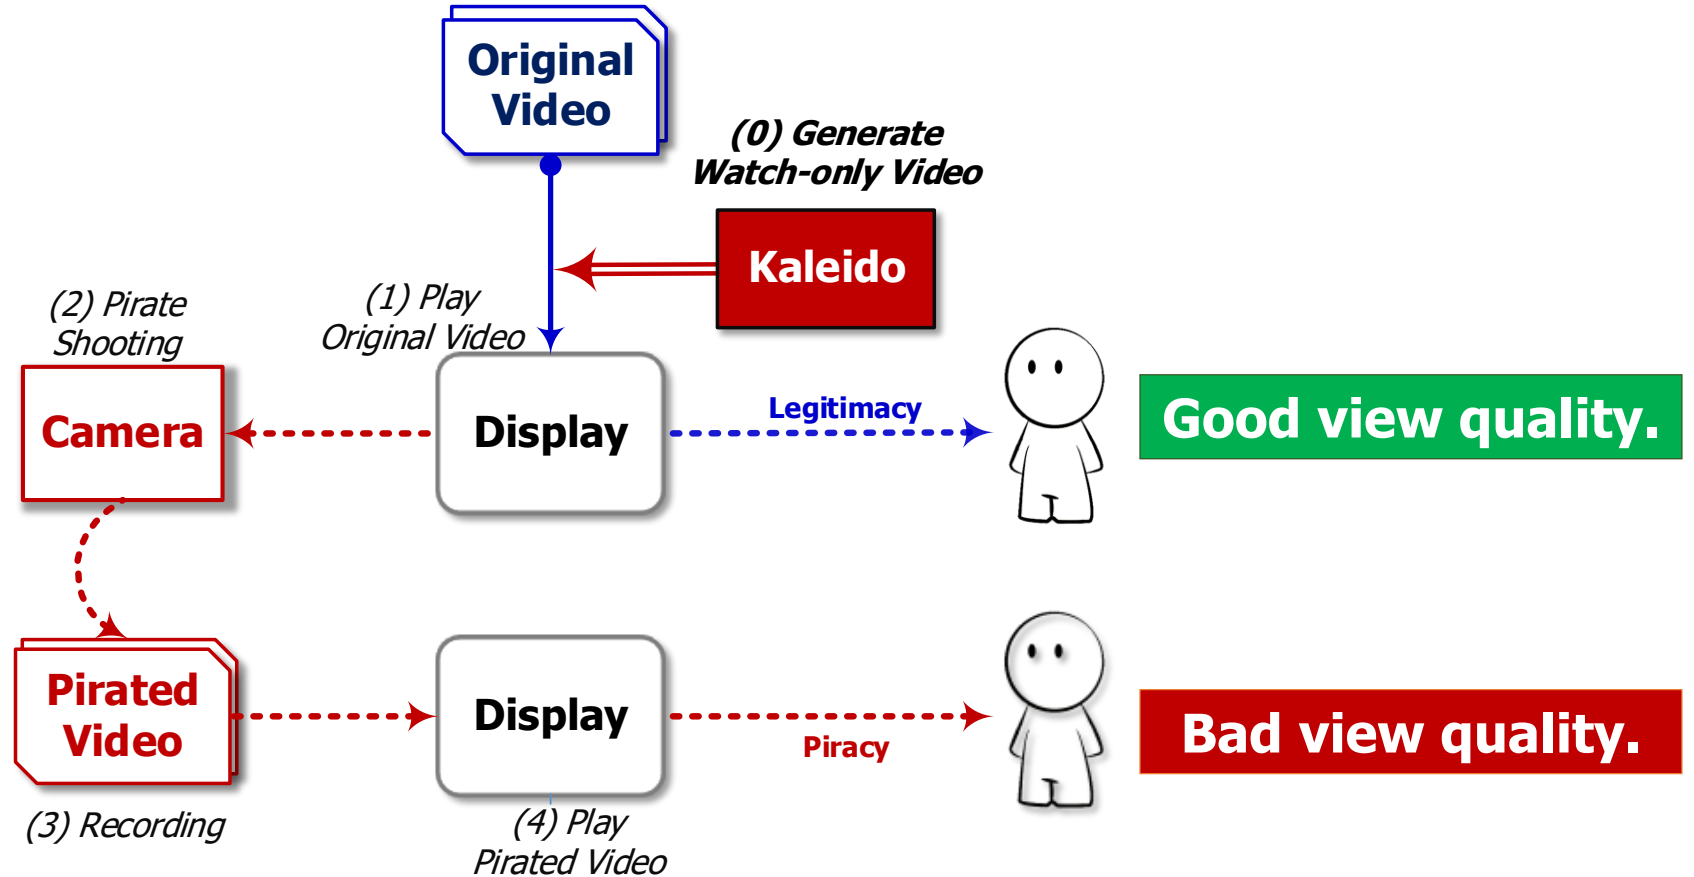 Original
Video
(0) Generate
Watch-only Video
Kaleido
(1) Play
Original Video
(2) Pirate
Shooting
Camera
Display
Legitimacy
Good view quality.
Pirated
Video
(3) Recording
Display
(4) Play
Pirated Video
Piracy
Bad view quality.